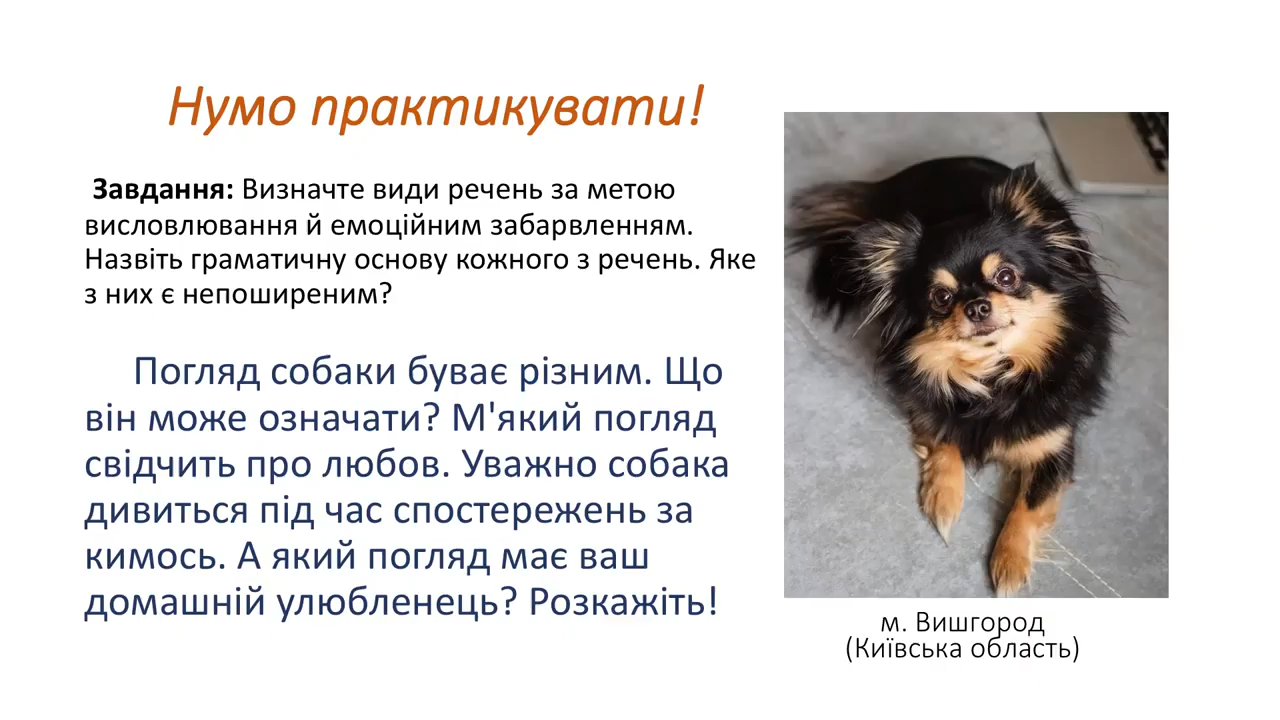 Нумо практикувати!
Завдання: Визначте види речень за метою
висловлювання й емоційним забарвленням.
Назвіть граматичну основу кожного з речень. Яке
з них є непоширеним?
Погляд собаки буває різним. Що
він може означати? М'який погляд
свідчить про любов. Уважно собака
дивиться під час спостережень за
кимось. А який погляд має ваш
домашній улюбленець? Розкажіть!
м. Вишгород
(Київська область)